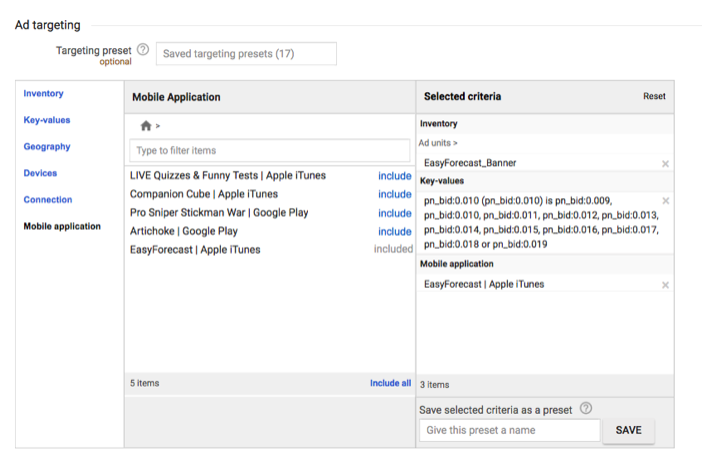 Ad targeting
Targeting preset
optional
Saved targeting presets (17)
Inventory
Key-values
Geography
Devices
Connection
Mobile application
Mobile Application
>
Type to filter items
LIVE Quizzes & Funny Tests | Apple iTunes include
Companion Cube | Apple iTunes include
Pro Sniper Stickman War | Google Play include
Artichoke | Google Play include
EasyForecast | Apple iTunes included
5 items Include all
Selected criteria Reset
Inventory
Ad units >
EasyForecast_Banner
Key-values
pn_bid:0.010 (pn_bid:0.010) is pn_bid:0.009,
pn_bid:0.010, pn_bid:0.011, pn_bid:0.012, pn_bid:0.013,
pn_bid:0.014, pn_bid:0.015, pn_bid:0.016, pn_bid:0.017,
pn_bid:0.018 or pn_bid:0.019
Mobile application
EasyForecast | Apple iTunes
3 items
Save selected criteria as a preset
Give this preset a name
SAVE